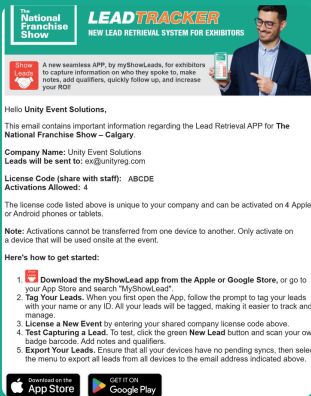 The
National
Franchise
Show
LEADTRACKER
NEW LEAD RETRIEVAL SYSTEM FOR EXHIBITORS
Show
Leads
A new seamless APP, by myShowLeads, for exhibitors
to capture information on who they spoke to, make
notes, add qualifiers, quickly follow up, and increase
your ROI!
Hello Unity Event Solutions,
This email contains important information regarding the Lead Retrieval APP for The
National Franchise Show – Calgary.
Company Name: Unity Event Solutions
Leads will be sent to: ex@unityreg.com
License Code (share with staff): ABCDE
Activations Allowed: 4
The license code listed above is unique to your company and can be activated on 4 Apple
or Android phones or tablets.
Note: Activations cannot be transferred from one device to another. Only activate on
a device that will be used onsite at the event.
Here's how to get started:
1. Download the myShowLead app from the Apple or Google Store, or go to
your App Store and search "MyShowLead".
2. Tag Your Leads. When you first open the App, follow the prompt to tag your leads
with your name or any ID. All your leads will be tagged, making it easier to track and
manage.
3. License a New Event by entering your shared company license code above.
4. Test Capturing a Lead. To test, click the green New Lead button and scan your ow
badge barcode. Add notes and qualifiers.
5. Export Your Leads. Ensure that all your devices have no pending syncs, then selec
the menu to export all leads from all devices to the email address indicated above.
Download on the
App Store
GET IT ON
Google Play